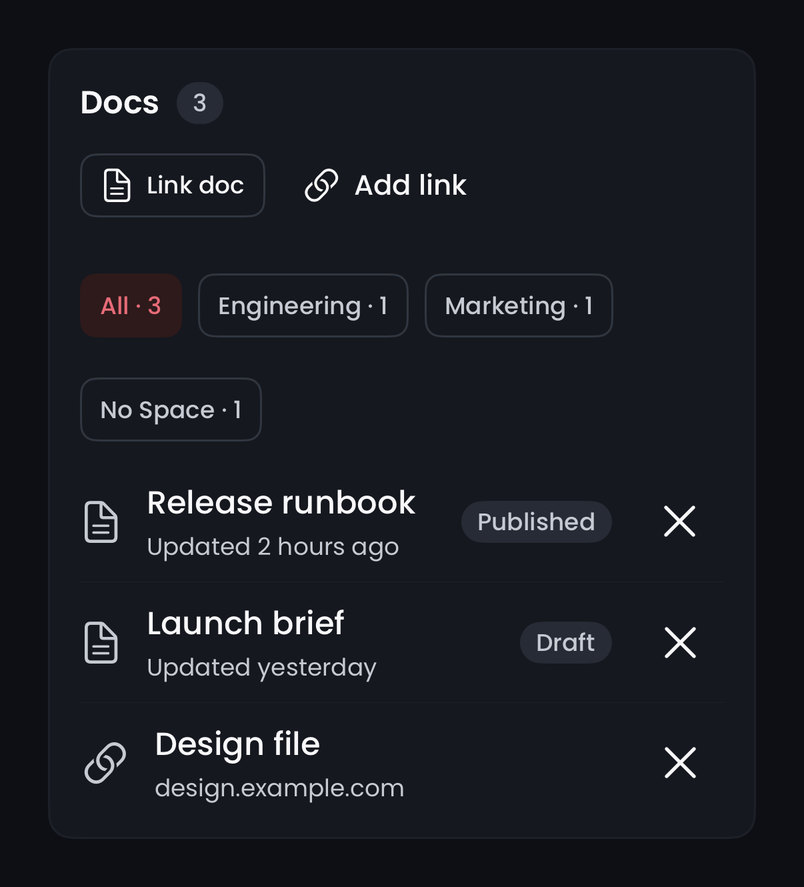 Docs 3
Link doc Add link
All · 3 Engineering · 1 Marketing · 1
No Space · 1
Release runbook
Updated 2 hours ago
Published
Launch brief
Updated yesterday
Draft
Design file
design.example.com